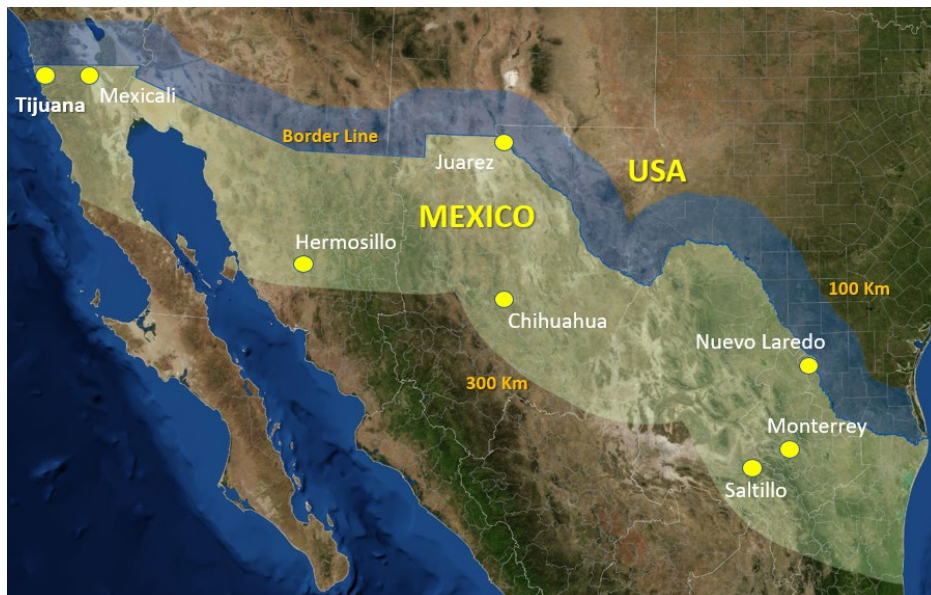 Tijuana
Mexicali
Border Line
Juarez
USA
MEXICO
Hermosillo
100 Km
Chihuahua
Nuevo Laredo
300 Km
Monterrey
Saltillo